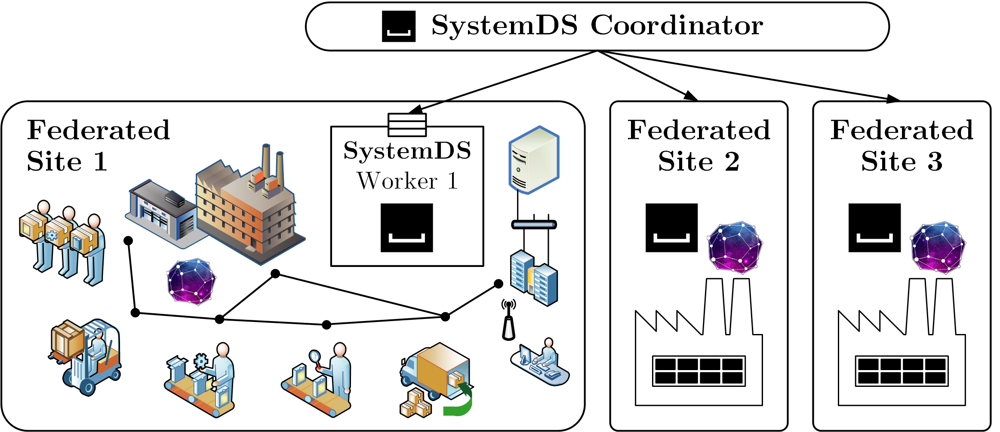 SystemDS Coordinator
Federated
Site 1
SystemDS
Worker 1
Federated
Site 2
Federated
Site 3